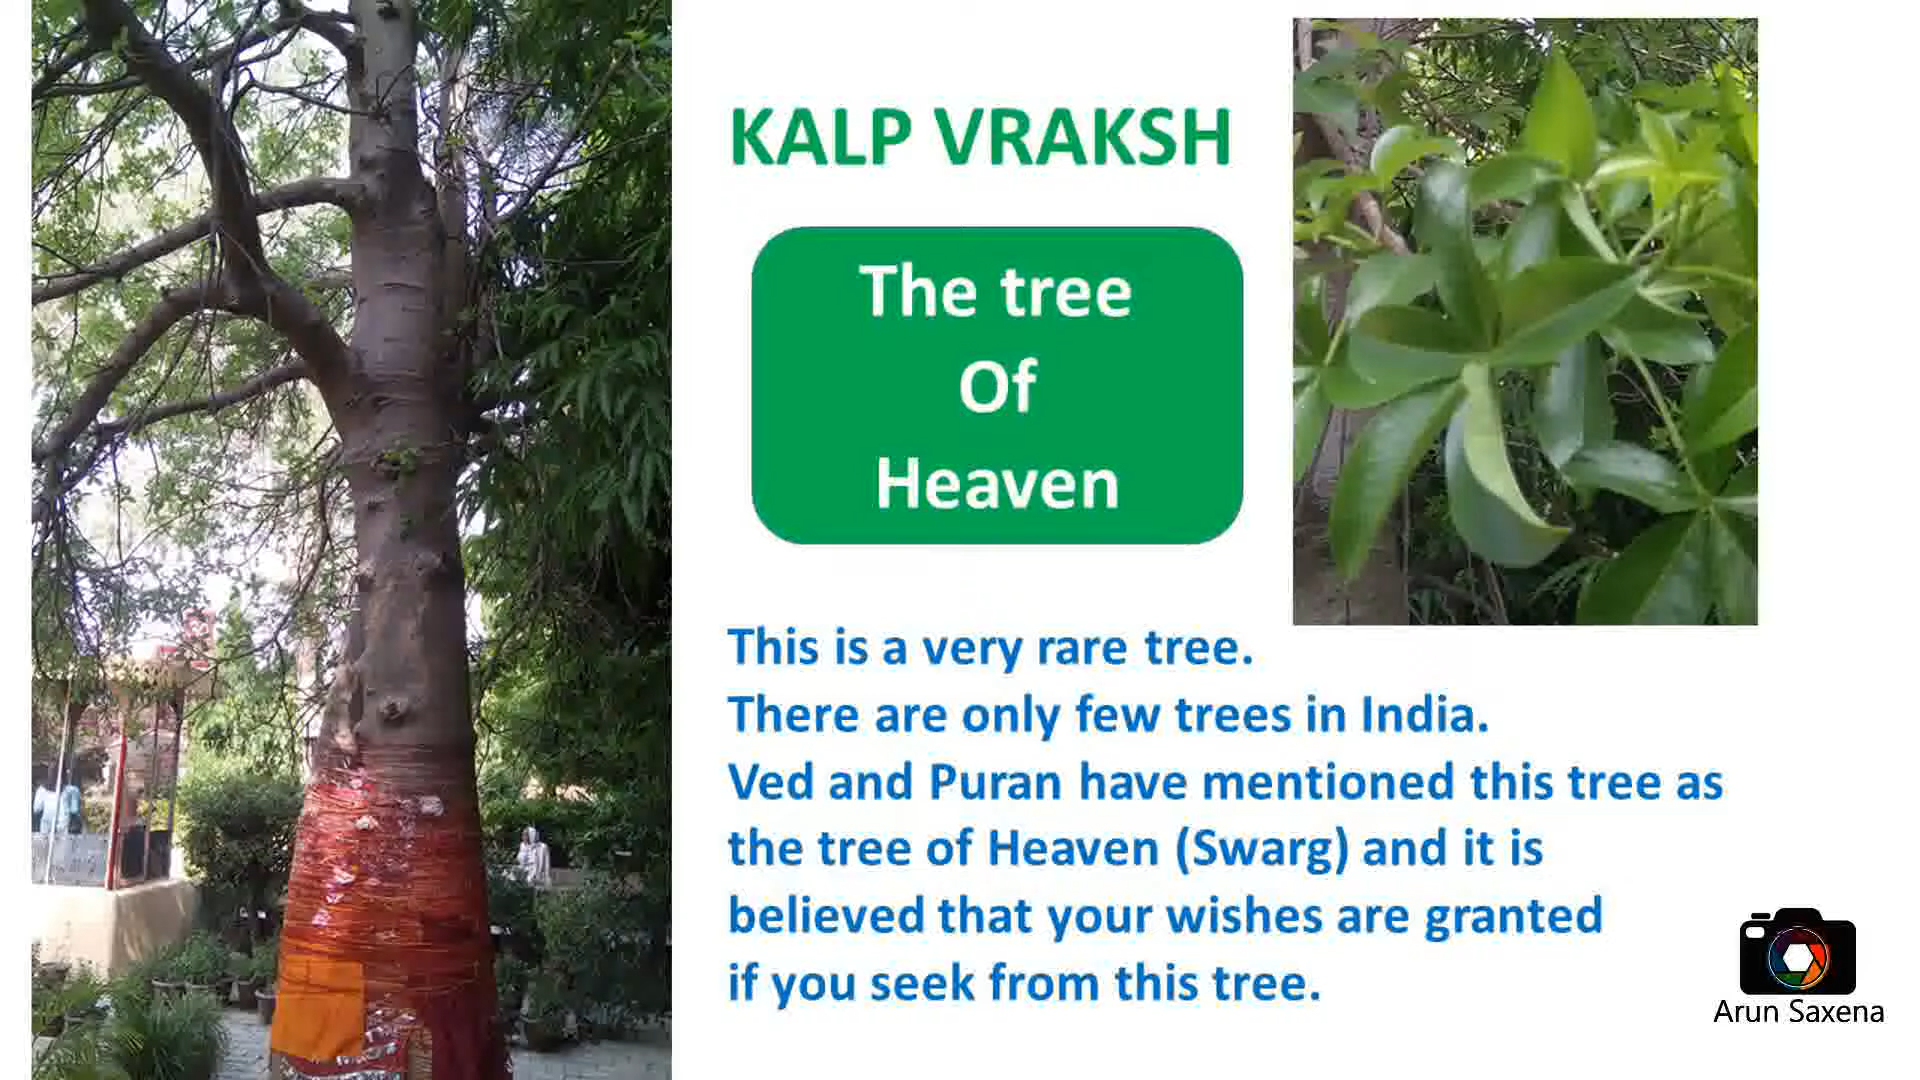 KALP VRAKSH
The tree
Of
Heaven
This is a very rare tree.
There are only few trees in India.
Ved and Puran have mentioned this tree as
the tree of Heaven (Swarg) and it is
believed that your wishes are granted
if you seek from this tree.
Arun Saxena